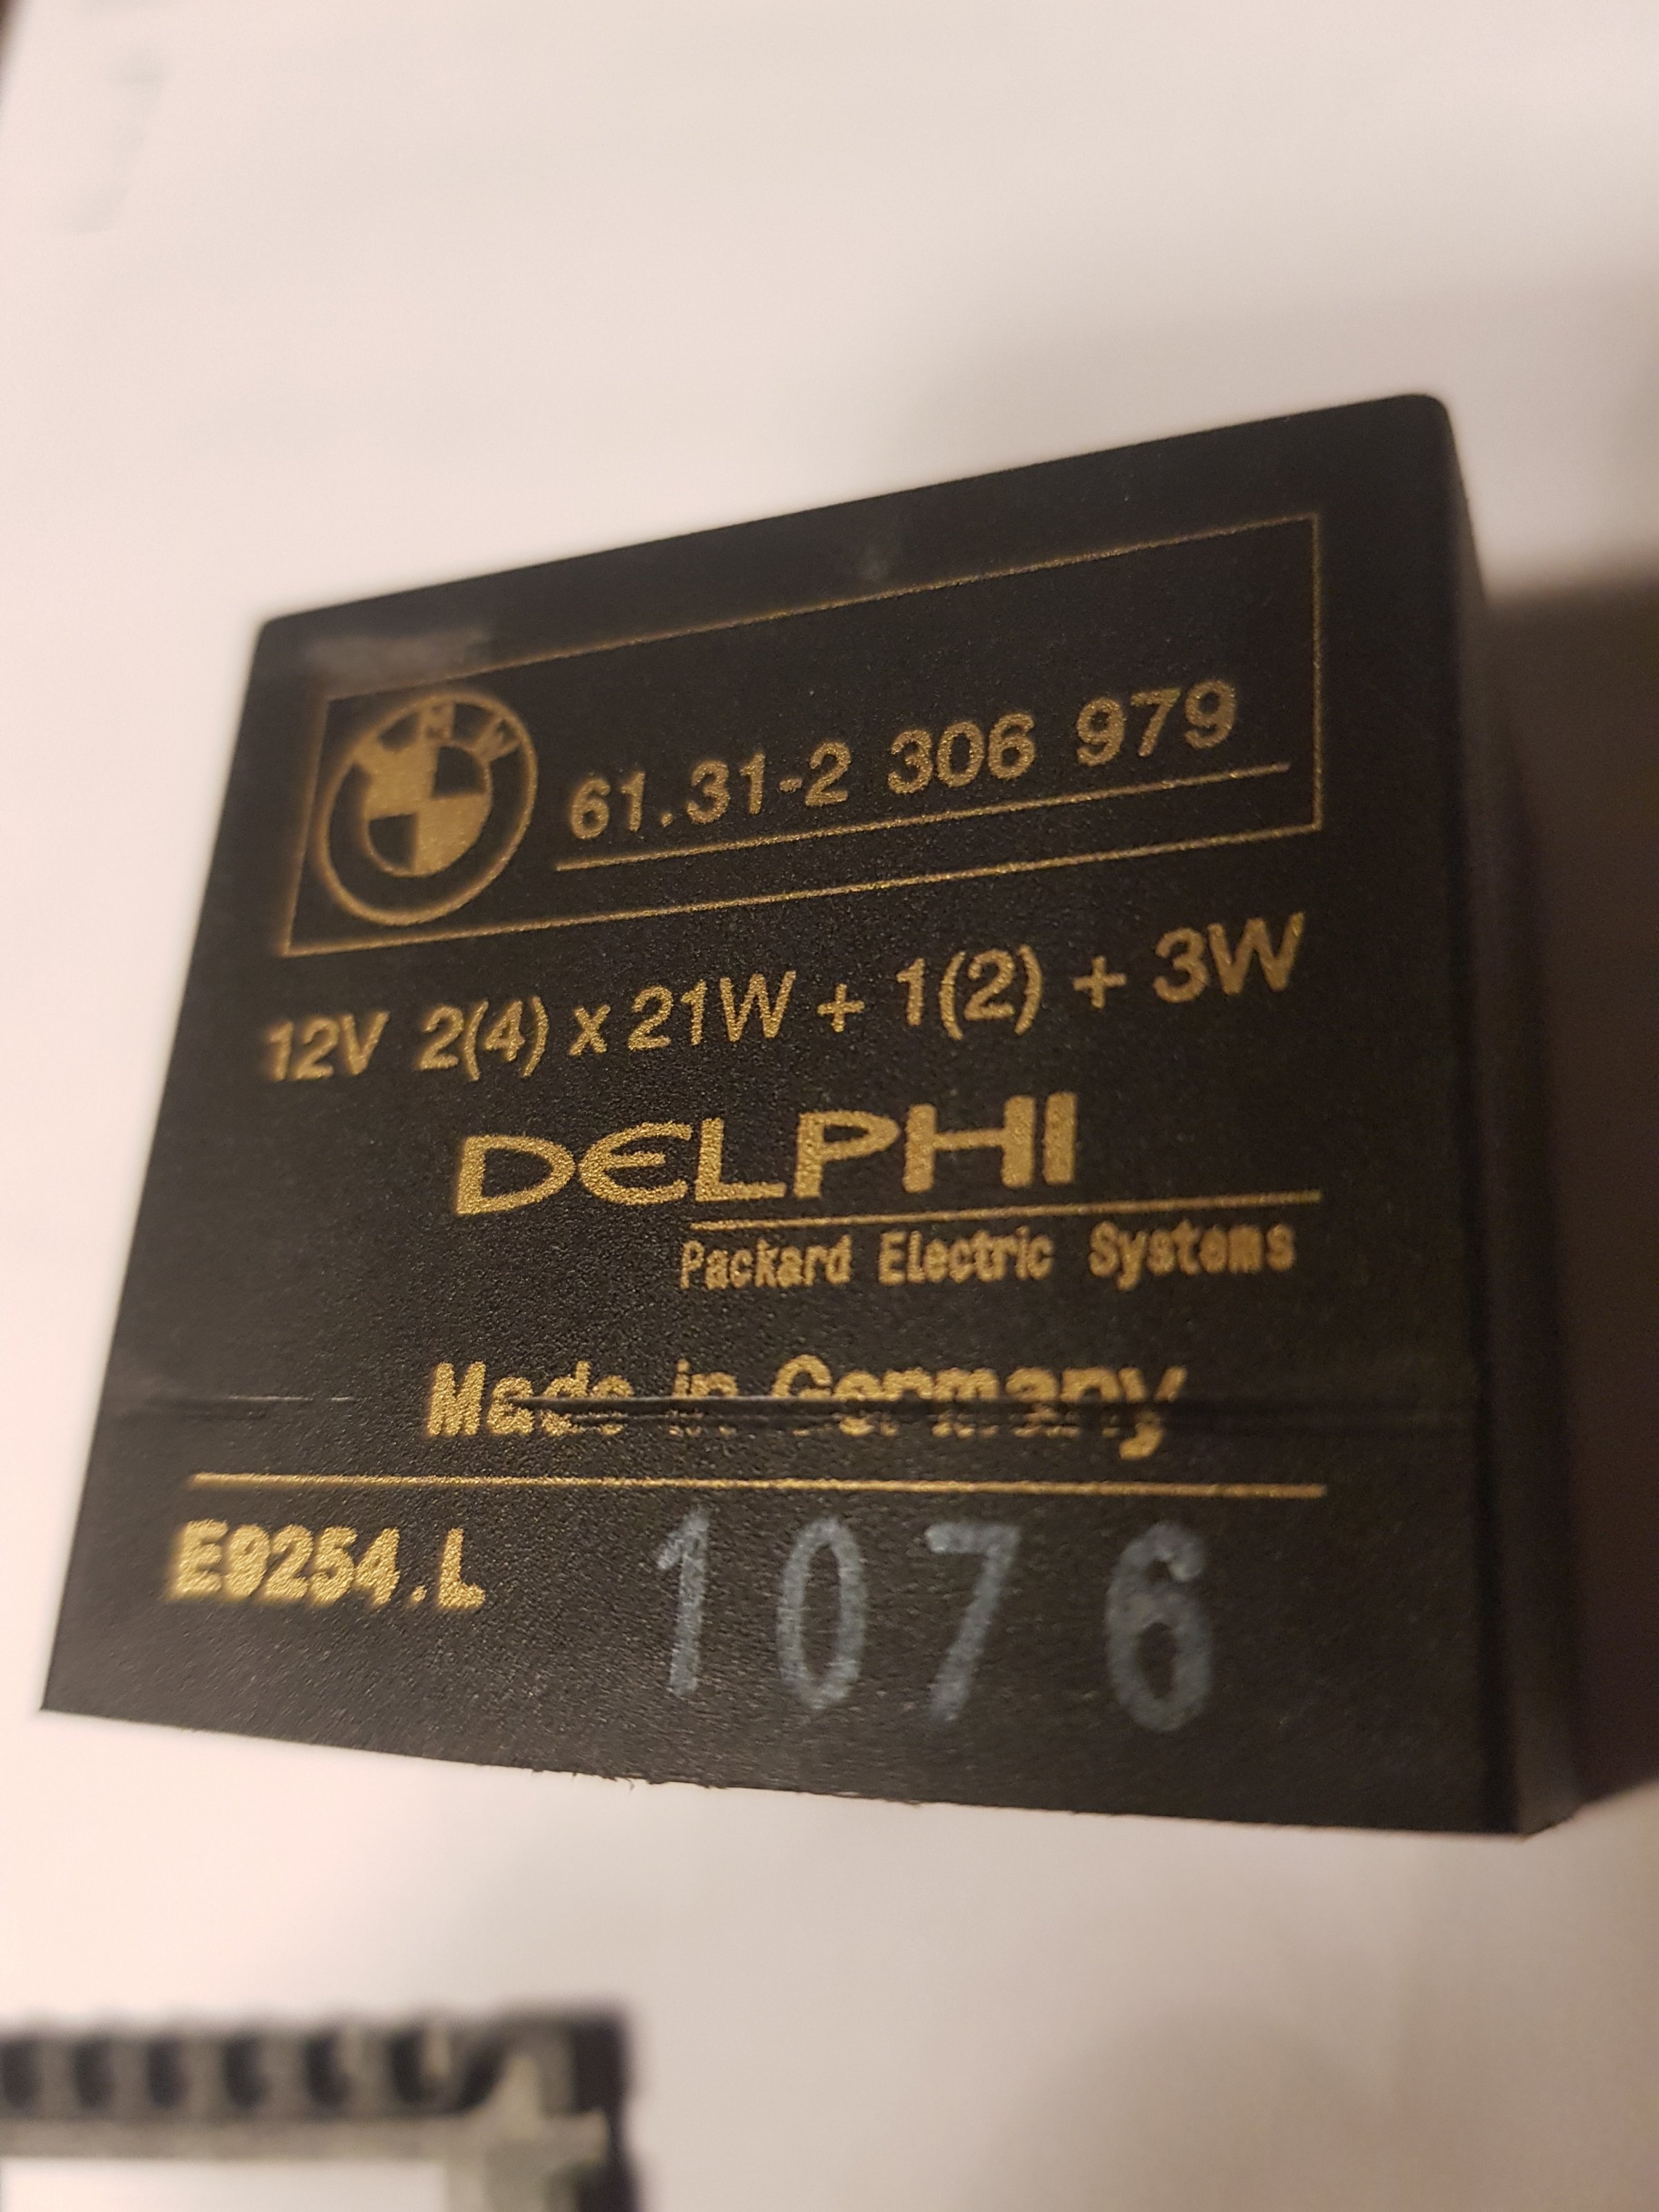 BMW
61.31-2 306 979
12V 2(4) x 21W + 1(2) + 3W
DELPHI
Packard Electric Systems
Made in Germany
E9254.L 1076